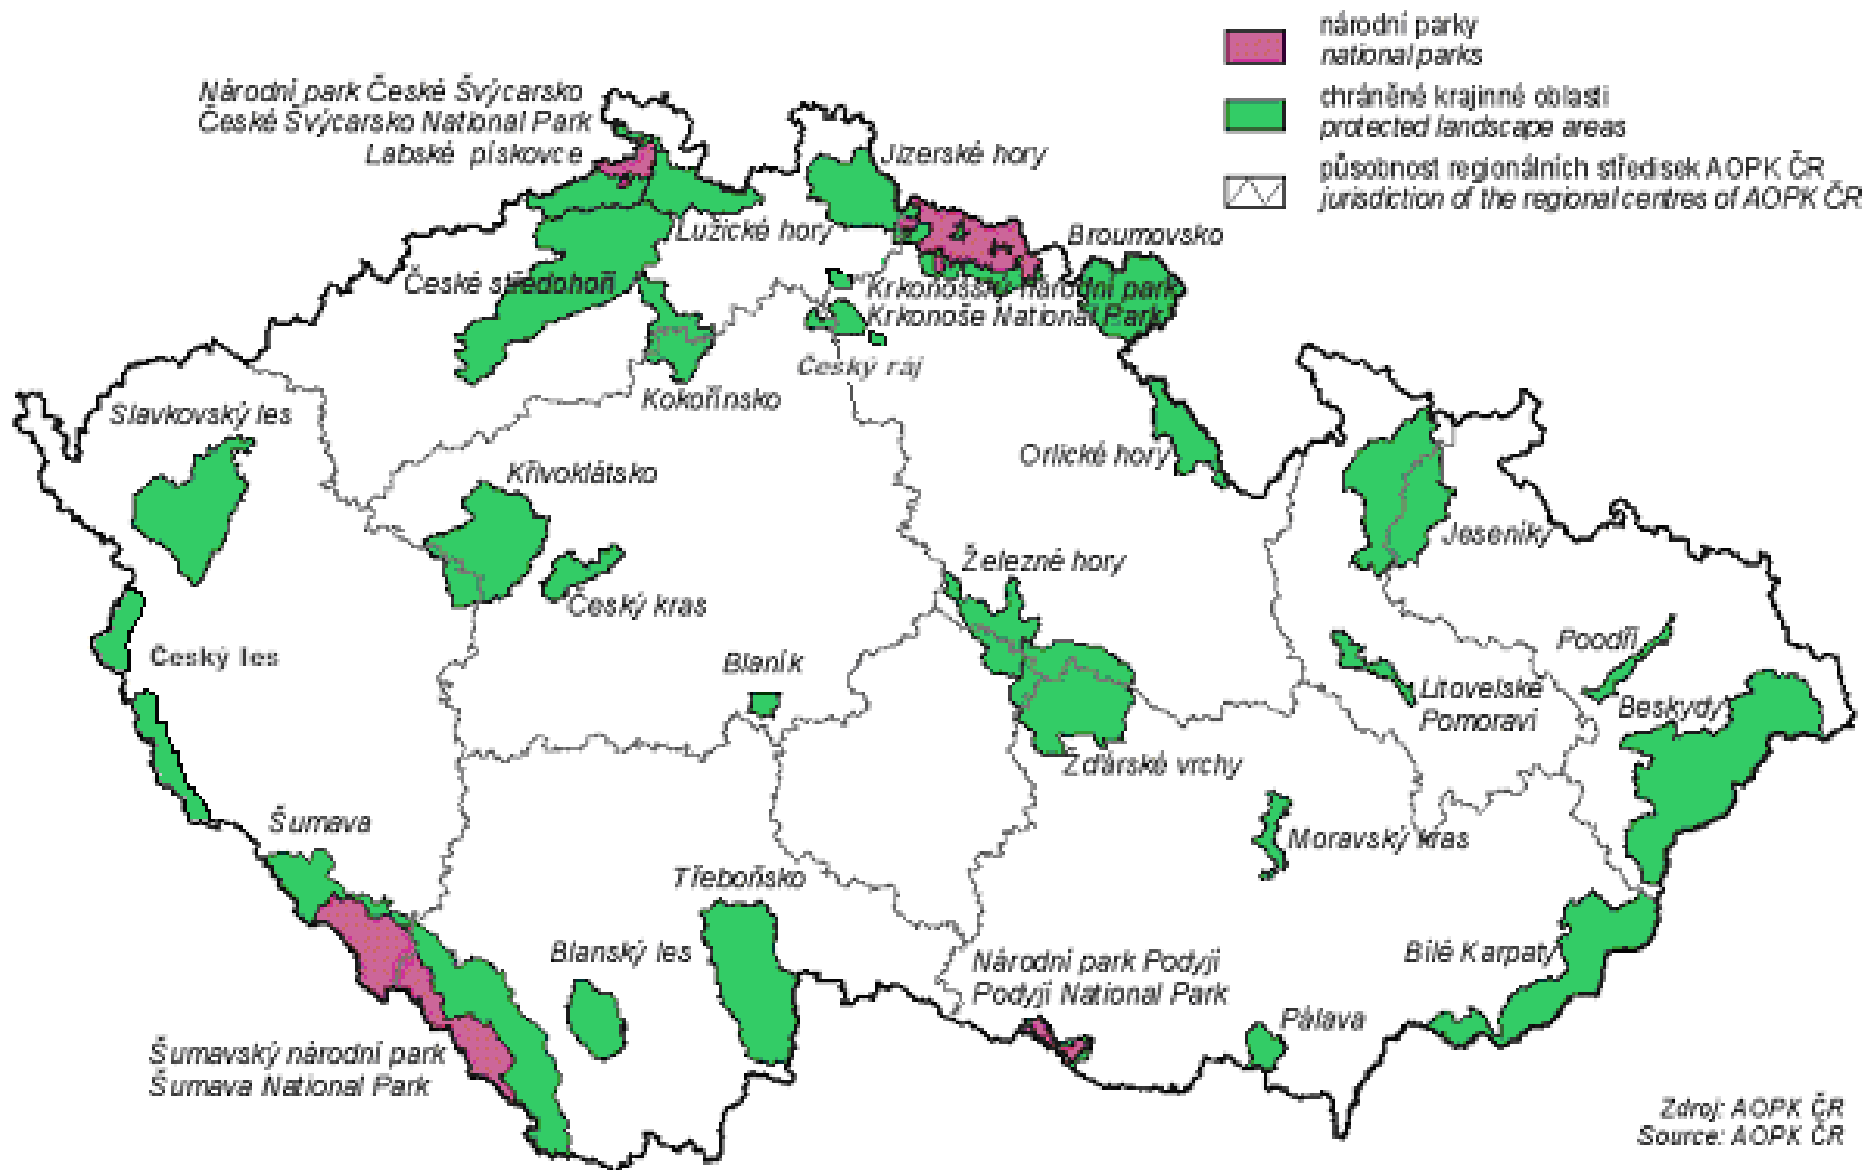 národní parky
national parks
chráněné krajinné oblasti
protected landscape areas
působnost regionálních středisek AOPK ČR
jurisdiction of the regional centres of AOPK ČR
Národní park České Švýcarsko
České Švýcarsko National Park
Labské pískovce
Jizerské hory
Lužické hory
Broumovsko
České středohoří
Krkonošský národní park
Krkonoše National Park
Český ráj
Kokořínsko
Slavkovský les
Křivoklátsko
Orlické hory
Jeseníky
Železné hory
Český kras
Český les
Blaník
Poodří
Litovelské
Pomoraví
Beskydy
Žďárské vrchy
Šumava
Moravský kras
Třeboňsko
Blanský les
Národní park Podyjí
Podyjí National Park
Bílé Karpaty
Pálava
Šumavský národní park
Šumava National Park
Zdroj: AOPK ČR
Source: AOPK ČR